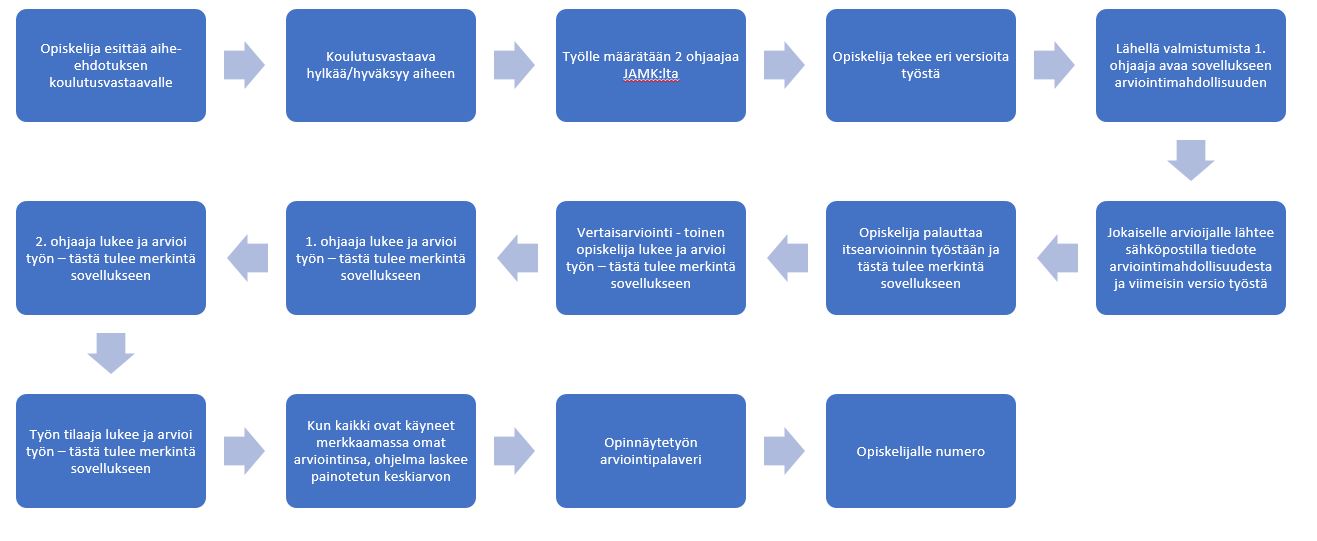 Opiskelija esittää aihe-
ehdotuksen
koulutusvastaavalle
Koulutusvastaava
hylkää/hyväksyy aiheen
Työlle määrätään 2 ohjaajaa
JAMK:lta
Opiskelija tekee eri versioita
työstä
Lähellä valmistumista 1.
ohjaaja avaa sovellukseen
arviointimahdollisuuden
Jokaiselle arvioijalle lähtee
sähköpostilla tiedote
arviointimahdollisuudesta
ja viimeisin versio työstä
Opiskelija palauttaa
itsearvioinnin työstään ja
tästä tulee merkintä
sovellukseen
Vertaisarviointi - toinen
opiskelija lukee ja arvioi
työn – tästä tulee merkintä
sovellukseen
1. ohjaaja lukee ja arvioi
työn – tästä tulee merkintä
sovellukseen
2. ohjaaja lukee ja arvioi
työn – tästä tulee merkintä
sovellukseen
Työn tilaaja lukee ja arvioi
työn – tästä tulee merkintä
sovellukseen
Kun kaikki ovat käyneet
merkkaamassa omat
arviointinsa, ohjelma laskee
painotetun keskiarvon
Opinnäytetyön
arviointipalaveri
Opiskelijalle numero